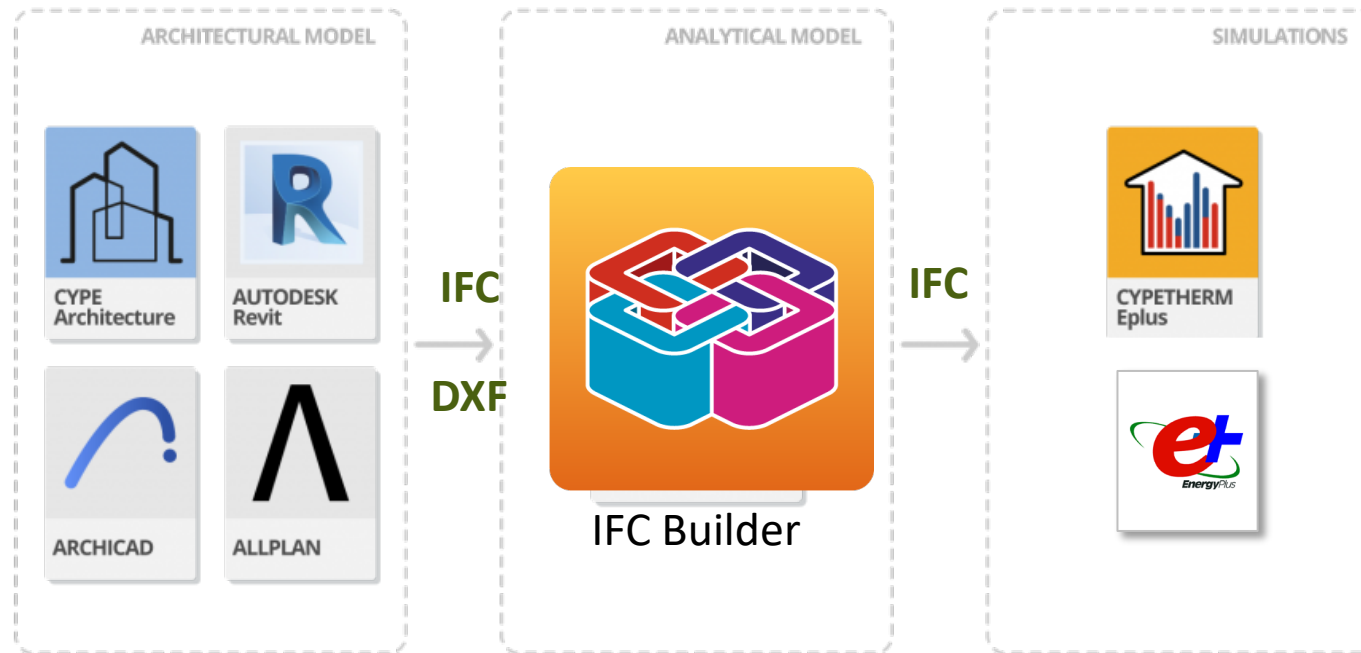 ARCHITECTURAL MODEL
CYPE
Architecture
AUTODESK
Revit
ARCHICAD
ALLPLAN
IFC
DXF
ANALYTICAL MODEL
IFC Builder
IFC
SIMULATIONS
CYPETHERM
Eplus
e+
EnergyPlus